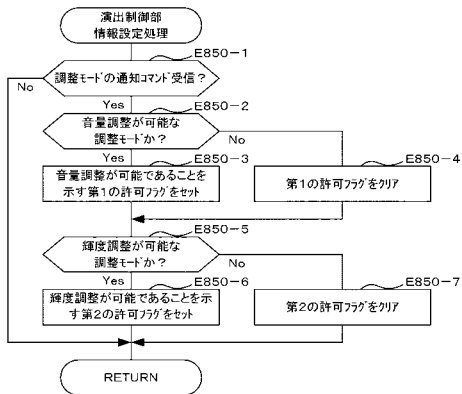 演出制御部
情報設定処理
E850-1
調整モードの通知コマンド受信？
No
Yes
E850-2
音量調整が可能な
調整モードか？
No
Yes
E850-3
E850-4
音量調整が可能であることを
示す第1の許可フラグをセット
第1の許可フラグをクリア
E850-5
輝度調整が可能な
調整モードか？
No
Yes
E850-6
E850-7
輝度調整が可能であることを示
す第2の許可フラグをセット
第2の許可フラグをクリア
RETURN